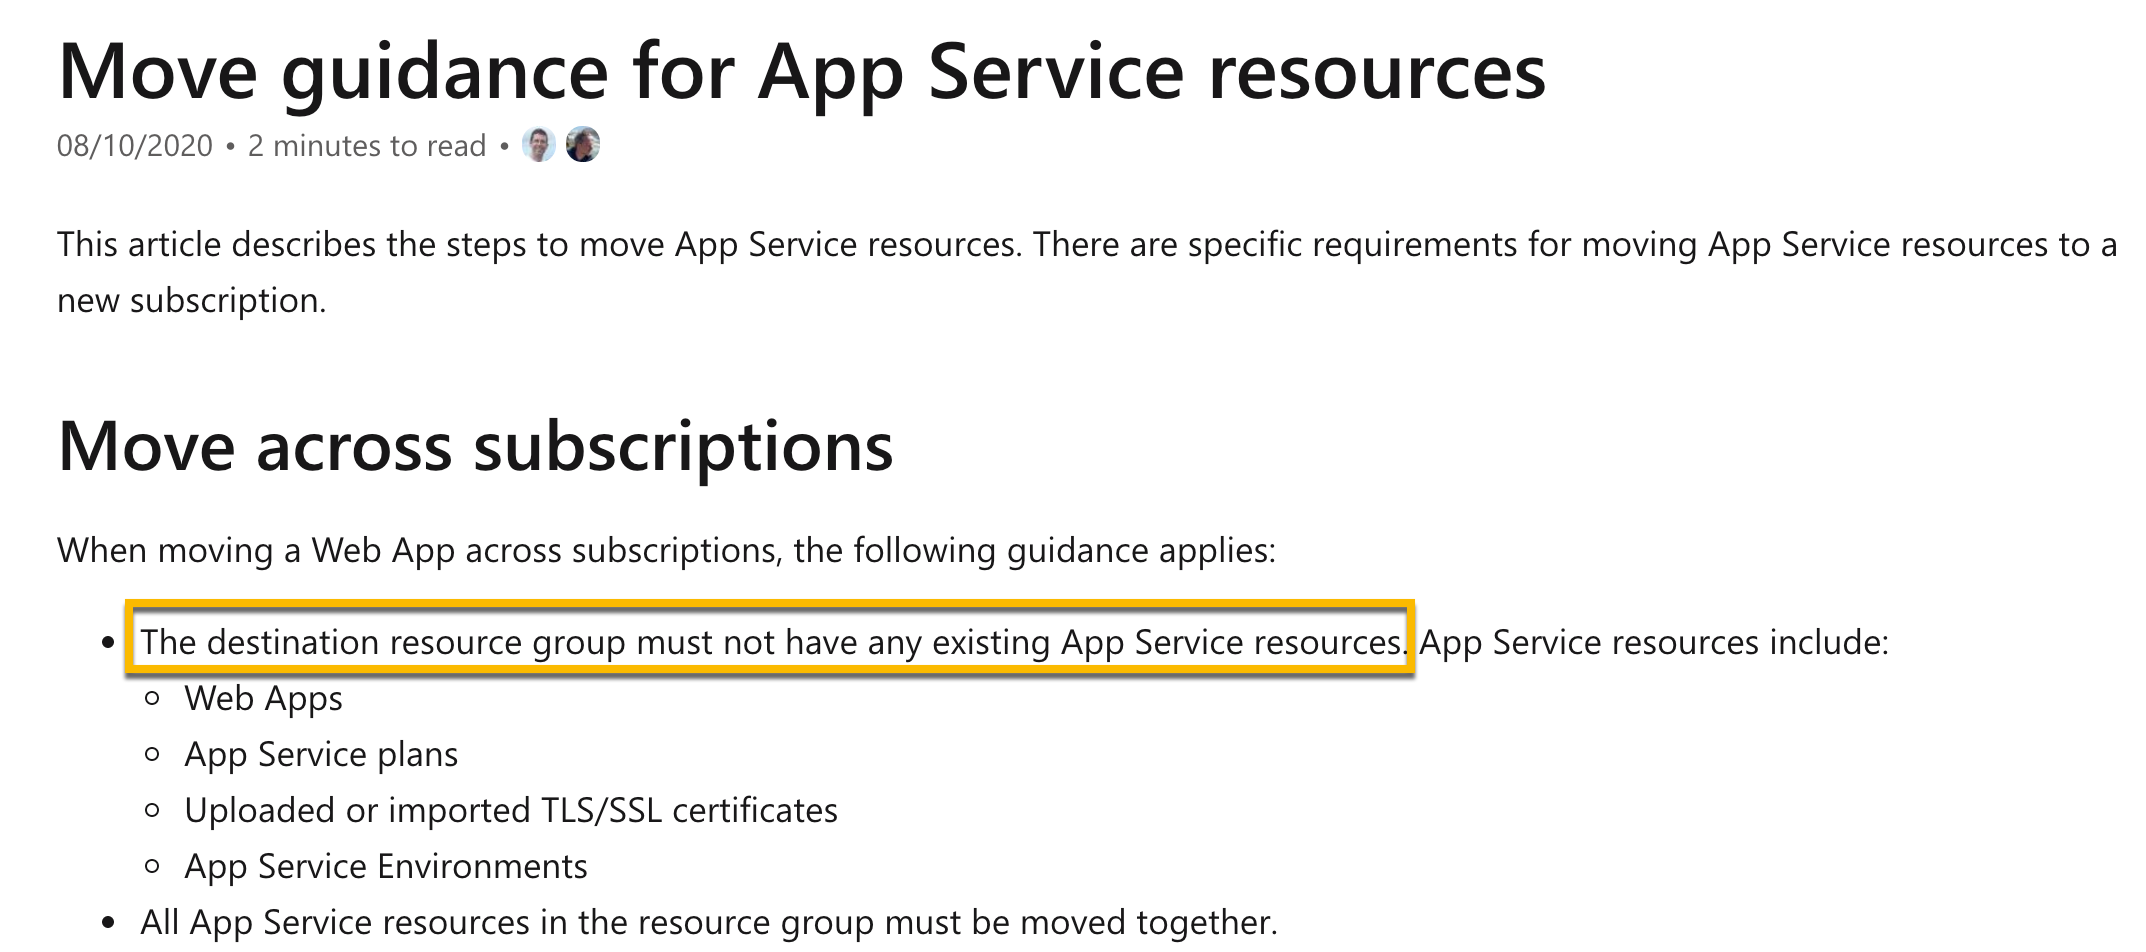 Move guidance for App Service resources
08/10/2020 • 2 minutes to read •
This article describes the steps to move App Service resources. There are specific requirements for moving App Service resources to a
new subscription.
Move across subscriptions
When moving a Web App across subscriptions, the following guidance applies:
• The destination resource group must not have any existing App Service resources. App Service resources include:
○ Web Apps
○ App Service plans
○ Uploaded or imported TLS/SSL certificates
○ App Service Environments
• All App Service resources in the resource group must be moved together.